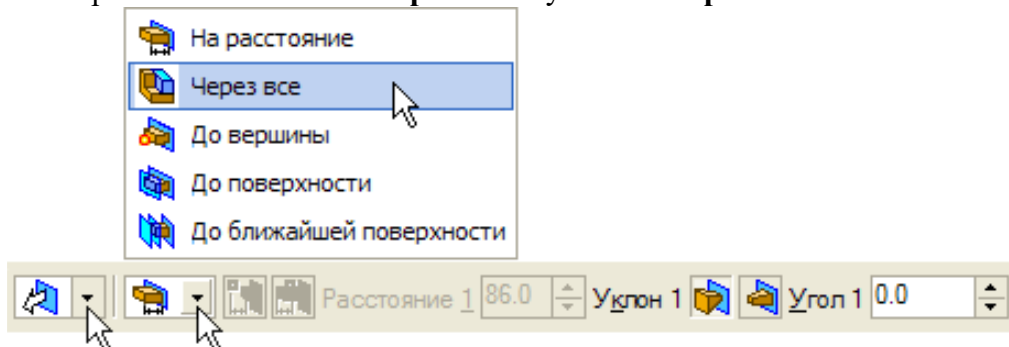 На расстояние
Через все
До вершины
До поверхности
До ближайшей поверхности
Расстояние 1 86.0 Уклон 1 Угол 1 0.0